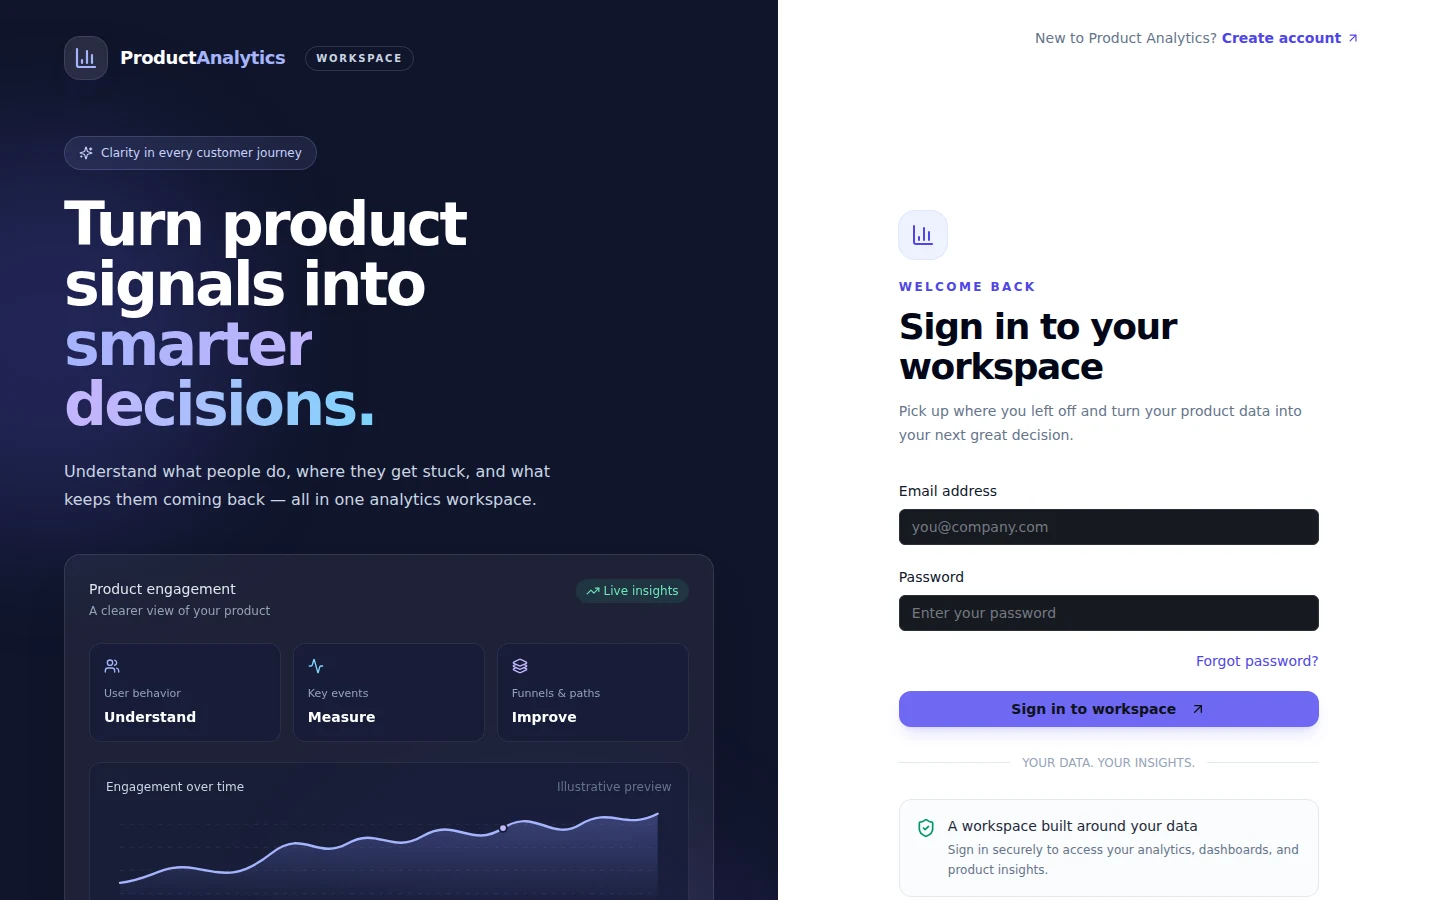 ProductAnalytics
WORKSPACE
Clarity in every customer journey
Turn product
signals into
smarter
decisions.
Understand what people do, where they get stuck, and what
keeps them coming back — all in one analytics workspace.
Product engagement
A clearer view of your product
Live insights
User behavior
Understand
Key events
Measure
Funnels & paths
Improve
Engagement over time
Illustrative preview
New to Product Analytics? Create account
WELCOME BACK
Sign in to your
workspace
Pick up where you left off and turn your product data into
your next great decision.
Email address
you@company.com
Password
Enter your password
Forgot password?
Sign in to workspace
YOUR DATA. YOUR INSIGHTS.
A workspace built around your data
Sign in securely to access your analytics, dashboards, and
product insights.